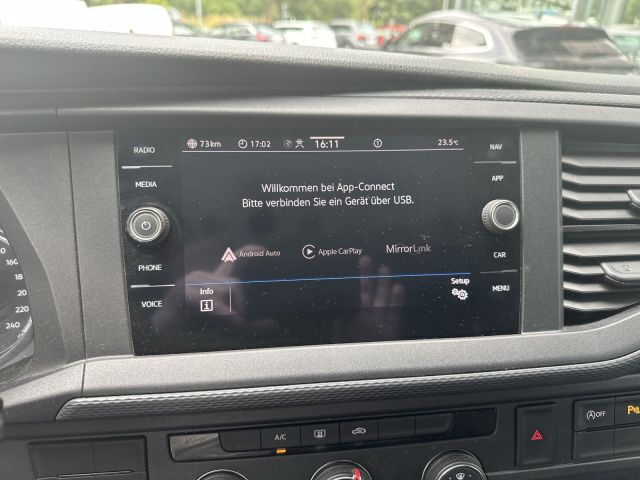 RADIO
MEDIA
PHONE
VOICE
73km
17:02
16:11
23.5°C
NAV
APP
CAR
MENU
Willkommen bei App-Connect
Bitte verbinden Sie ein Gerät über USB.
Android Auto
Apple CarPlay
MirrorLink
Info
Setup
160
180
200
220
240
A/C
OFF